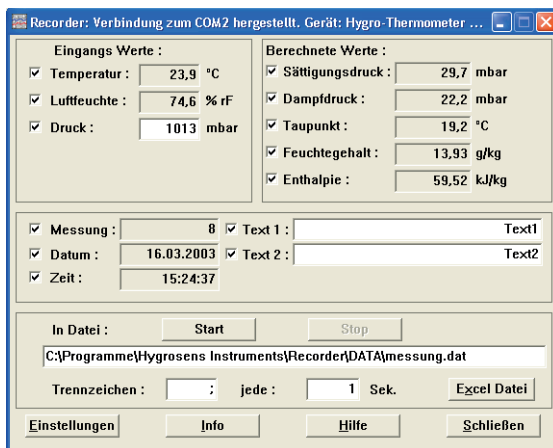 Recorder: Verbindung zum COM2 hergestellt. Gerät: Hygro-Thermometer ...
Eingangs Werte :
Temperatur : 23,9 °C
Luftfeuchte : 74,6 % rF
Druck : 1013 mbar
Berechnete Werte :
Sättigungsdruck : 29,7 mbar
Dampfdruck : 22,2 mbar
Taupunkt : 19,2 °C
Feuchtegehalt : 13,93 g/kg
Enthalpie : 59,52 kJ/kg
Messung : 8 Text 1 : Text1
Datum : 16.03.2003 Text 2 : Text2
Zeit : 15:24:37
In Datei : Start Stop
C:\Programme\Hygrosens Instruments\Recorder\DATA\messung.dat
Trennzeichen : ; jede : 1 Sek. Excel Datei
Einstellungen Info Hilfe Schließen